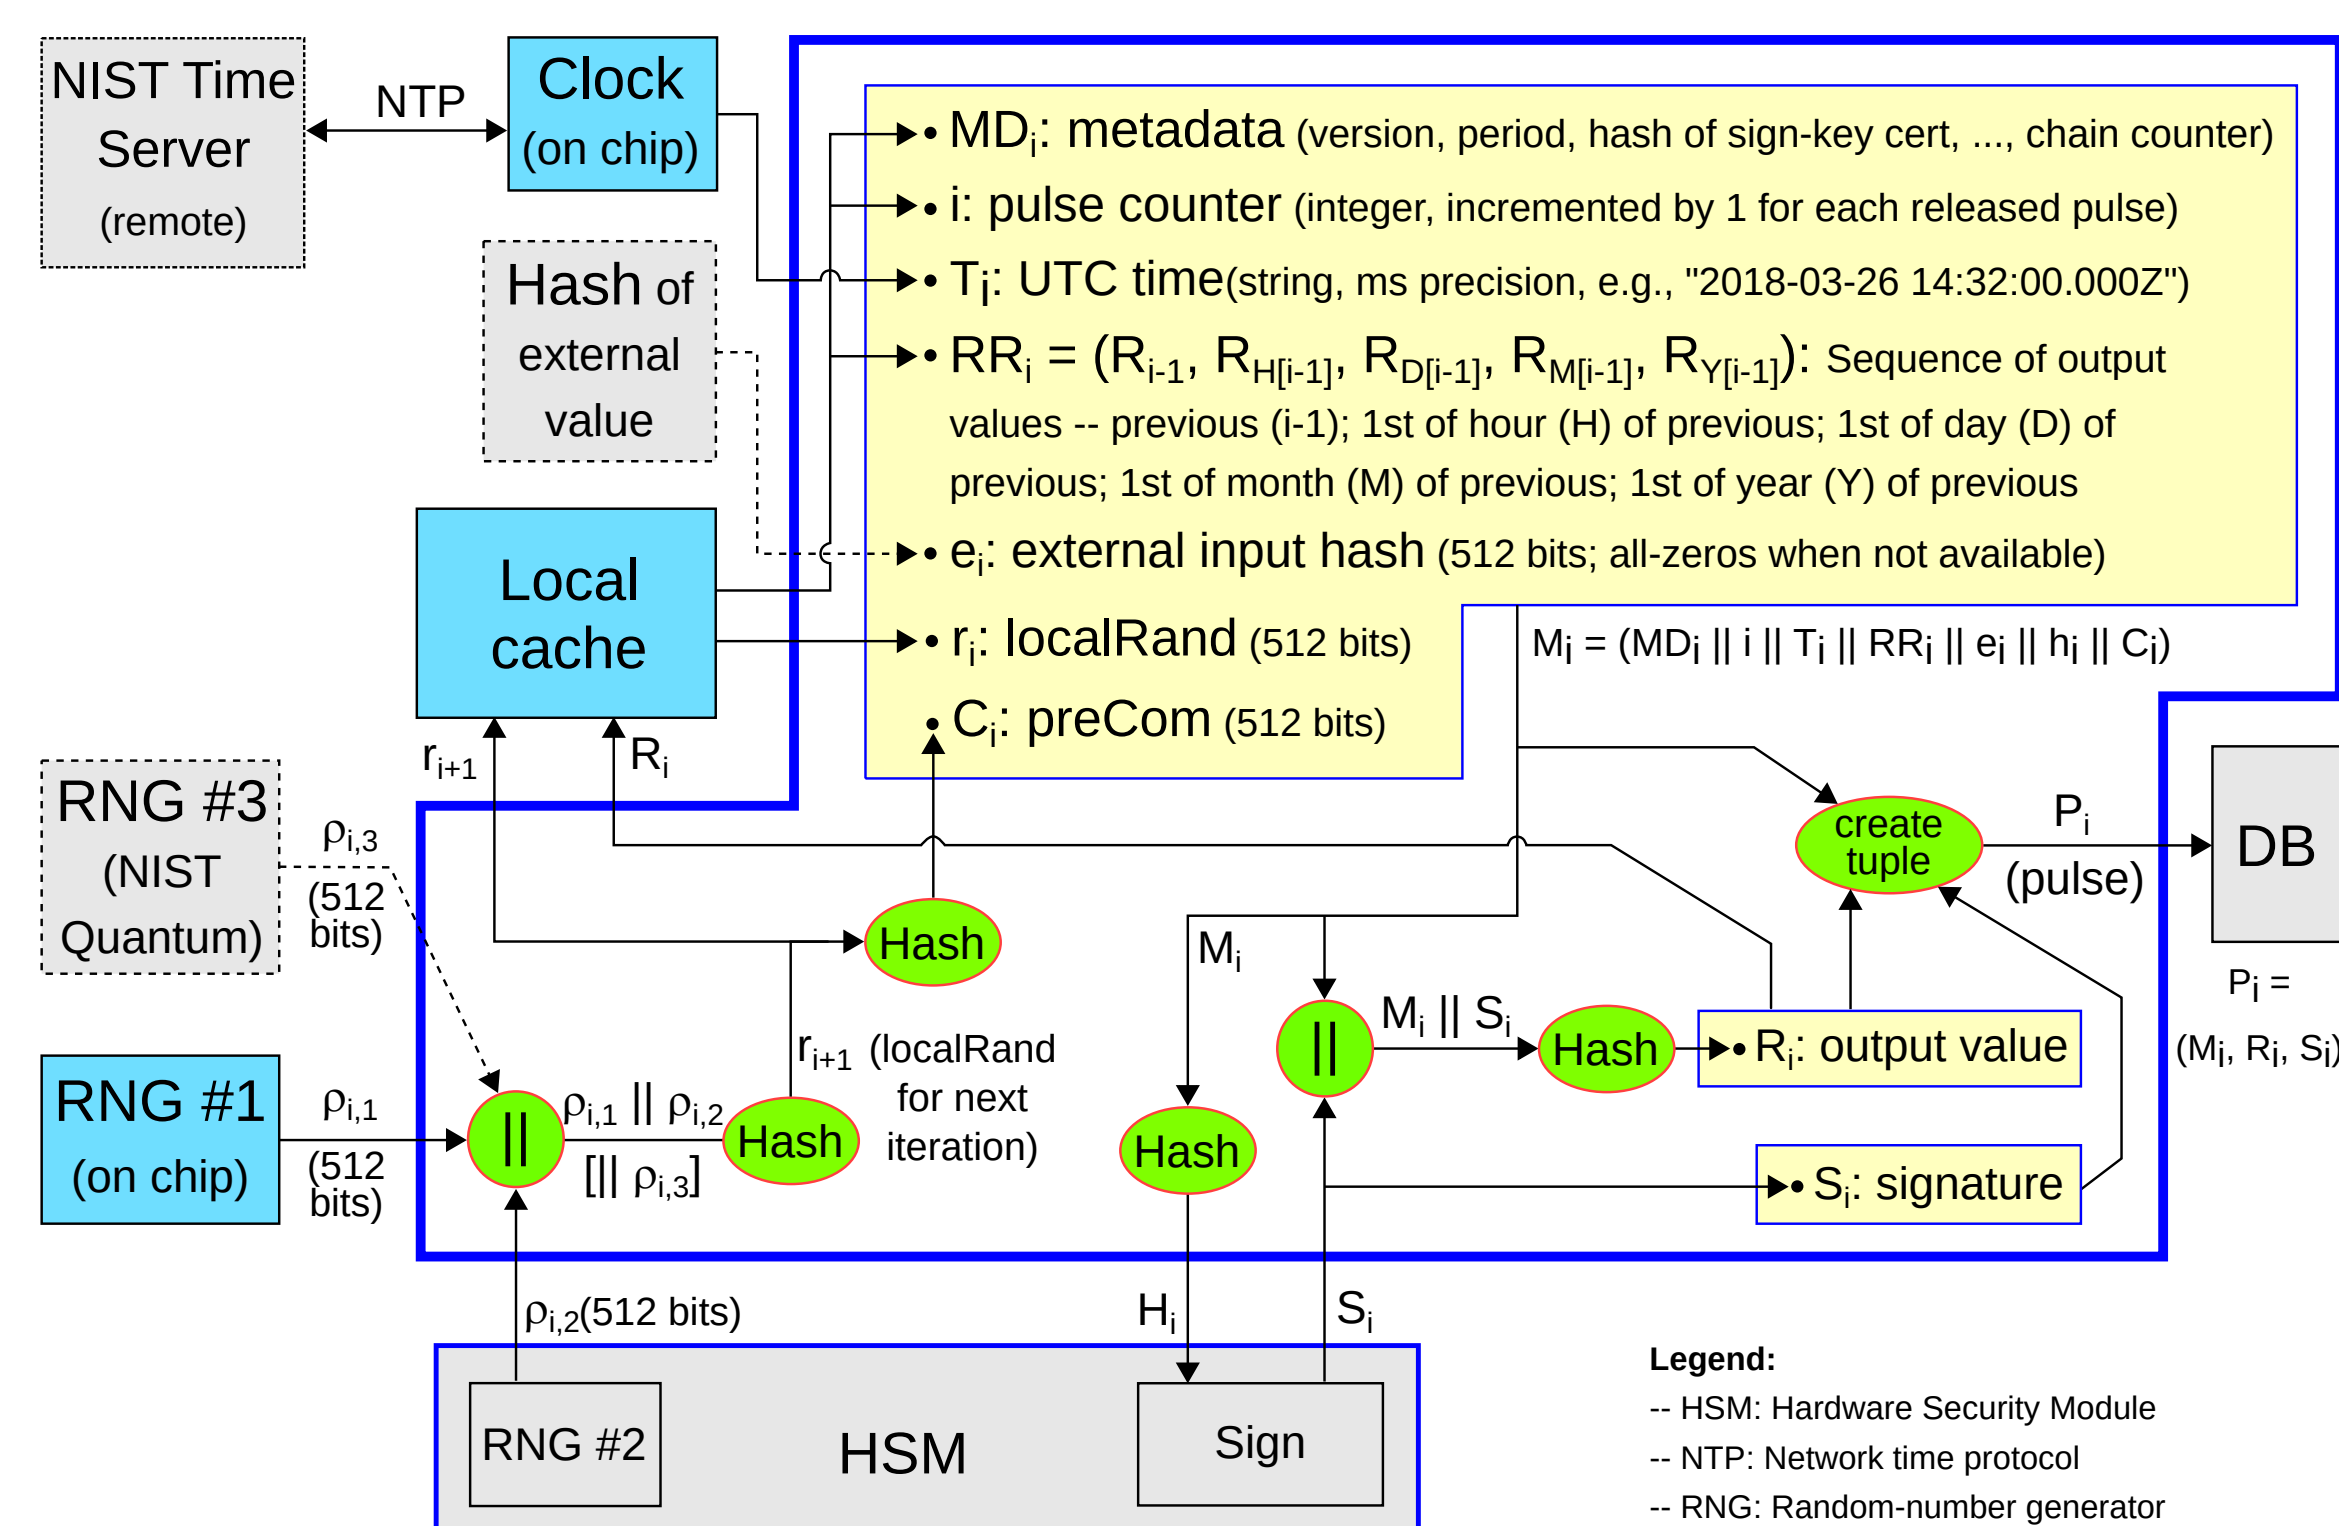 NIST Time
Server
(remote)
NTP
Clock
(on chip)
Hash of
external
value
Local
cache
• MDi: metadata (version, period, hash of sign-key cert, ..., chain counter)
• i: pulse counter (integer, incremented by 1 for each released pulse)
• Ti: UTC time(string, ms precision, e.g., "2018-03-26 14:32:00.000Z")
• RRi = (Ri-1, RH[i-1], RD[i-1], RM[i-1], RY[i-1]): Sequence of output
values -- previous (i-1); 1st of hour (H) of previous; 1st of day (D) of
previous; 1st of month (M) of previous; 1st of year (Y) of previous
• ei: external input hash (512 bits; all-zeros when not available)
• ri: localRand (512 bits)
• Ci: preCom (512 bits)
Mi = (MDi || i || Ti || RRi || ei || hi || Ci)
ri+1
Ri
RNG #3
(NIST
Quantum)
ρi,3
(512
bits)
RNG #1
(on chip)
ρi,1
(512
bits)
||
ρi,1 || ρi,2
[|| ρi,3]
Hash
ri+1 (localRand
for next
iteration)
Hash
Mi
Hash
||
Mi || Si
Hash
• Ri: output value
• Si: signature
create
tuple
Pi
(pulse)
DB
Pi =
(Mi, Ri, Si)
ρi,2(512 bits)
Hi
Si
RNG #2
HSM
Sign
Legend:
-- HSM: Hardware Security Module
-- NTP: Network time protocol
-- RNG: Random-number generator